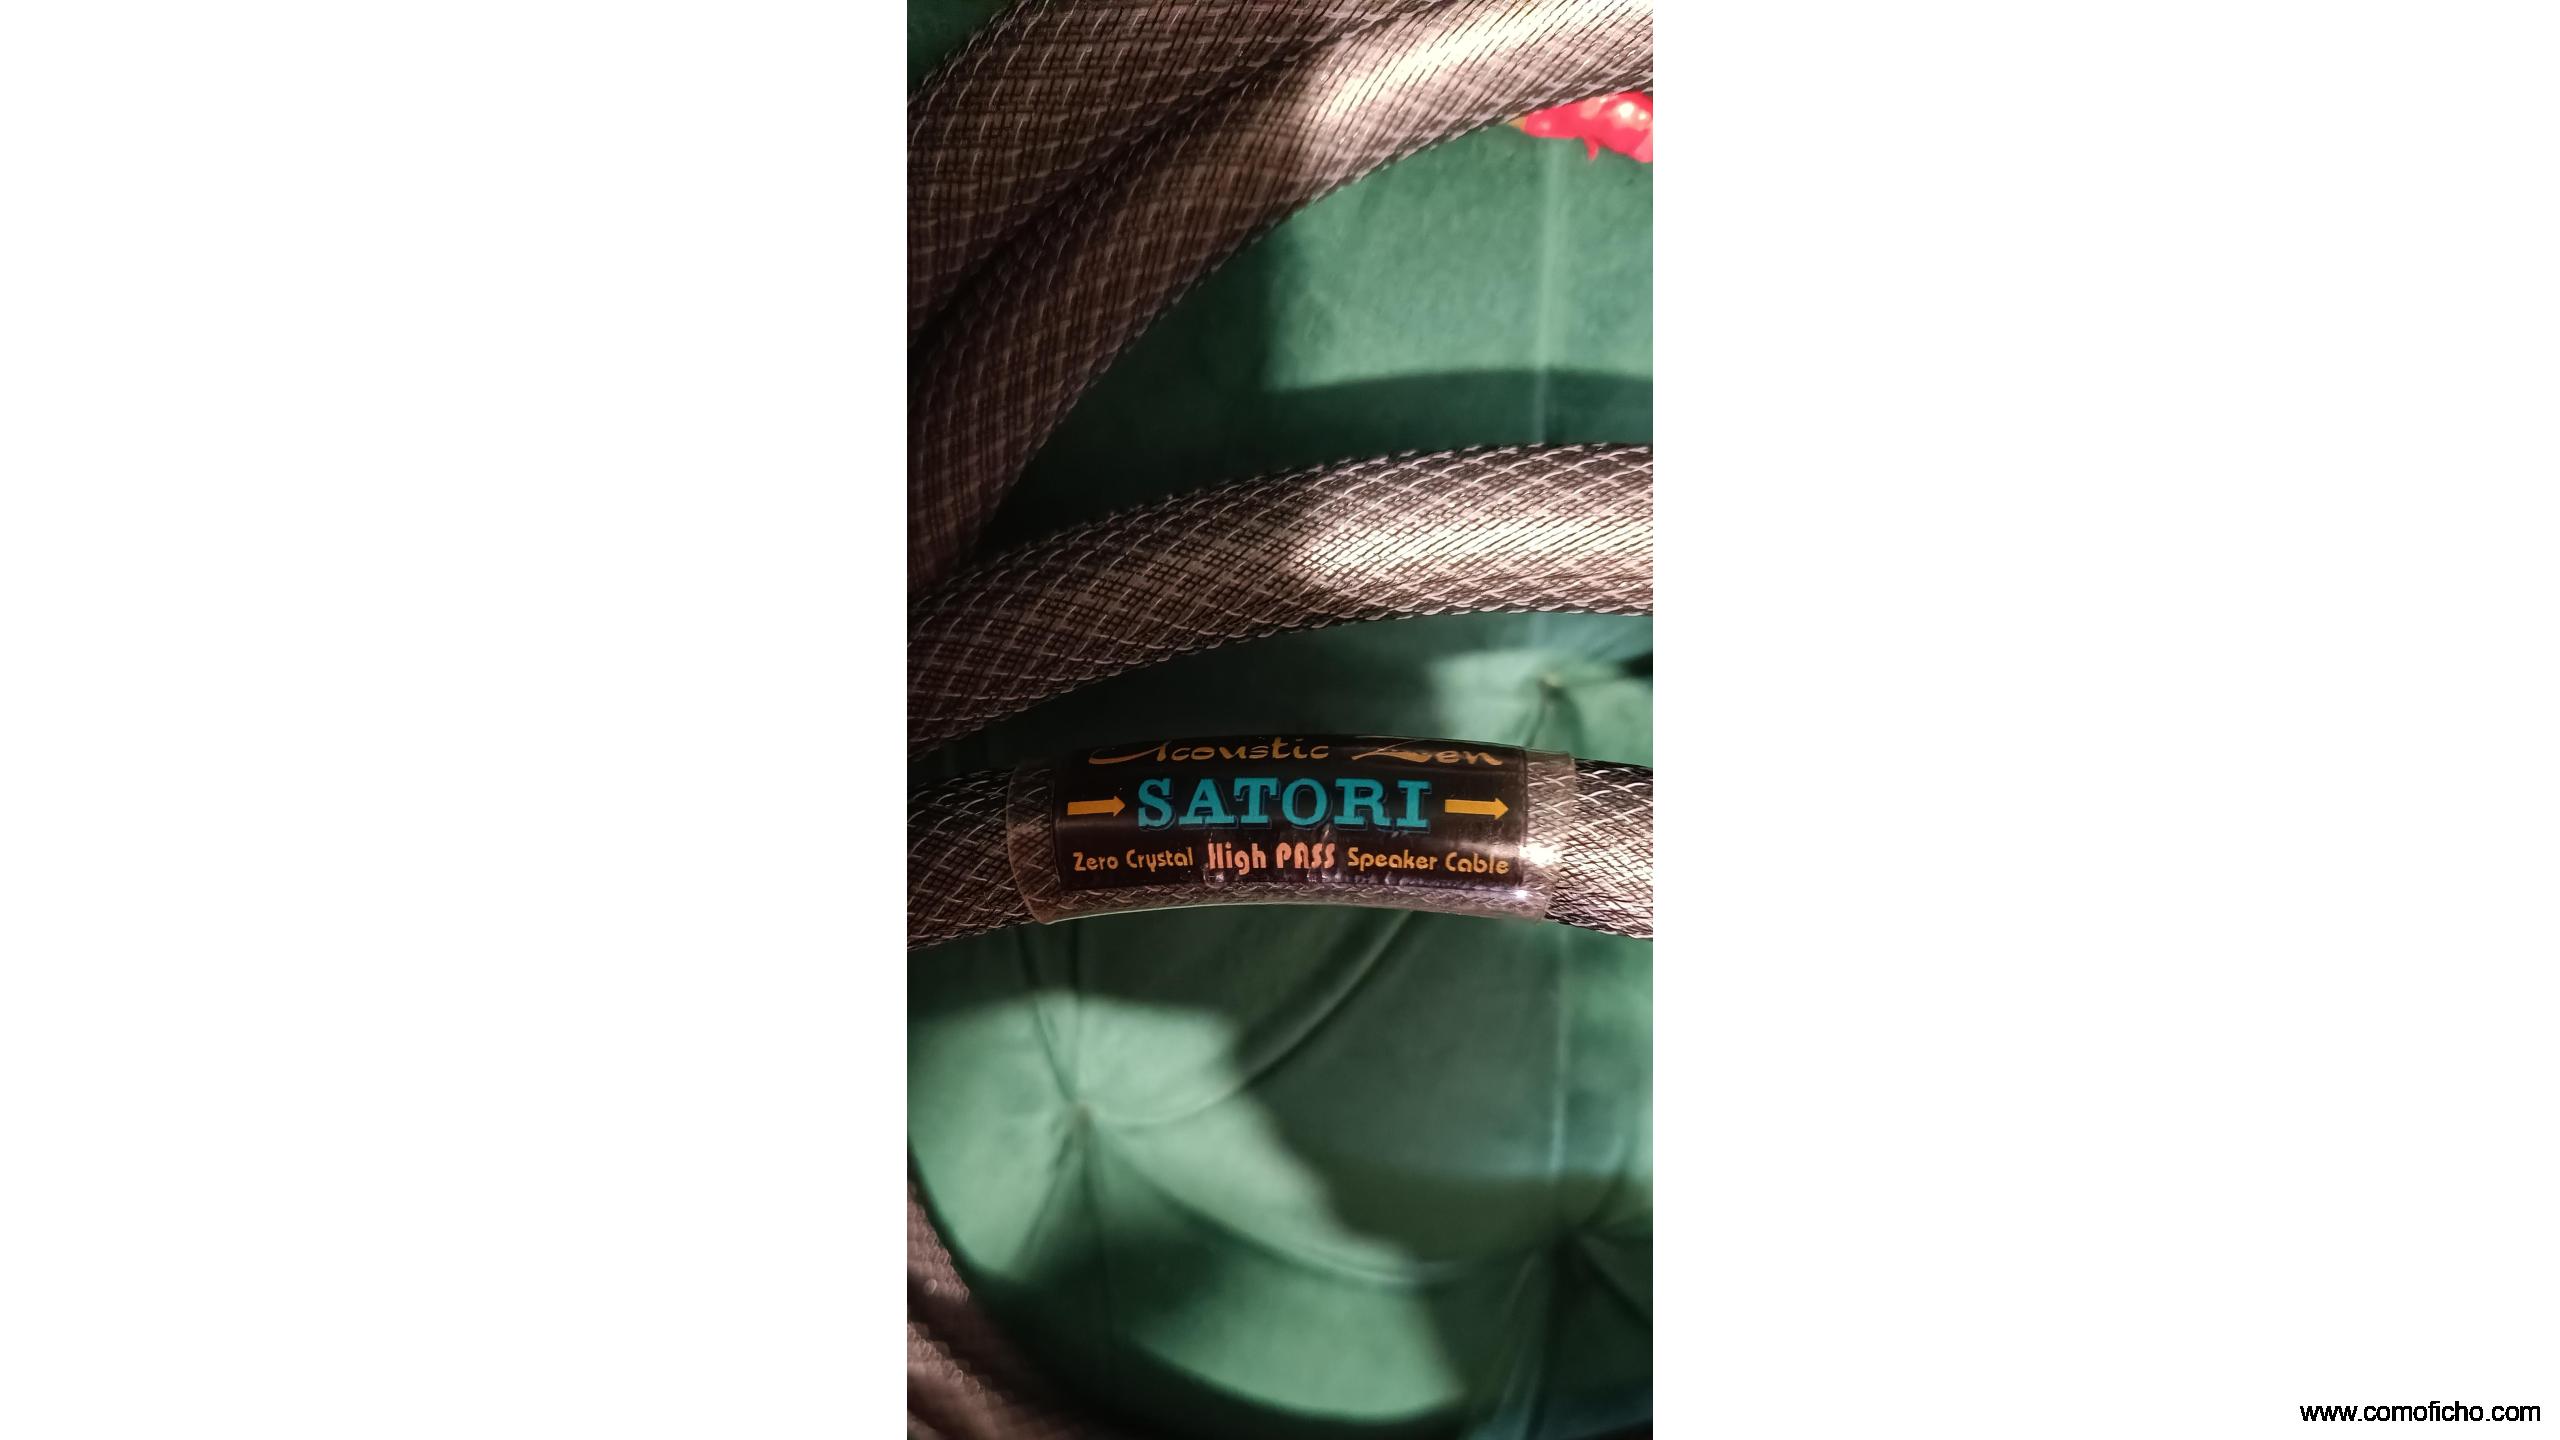 Acoustic Zen
SATORI
Zero Crystal High PASS Speaker Cable
www.comoficho.com